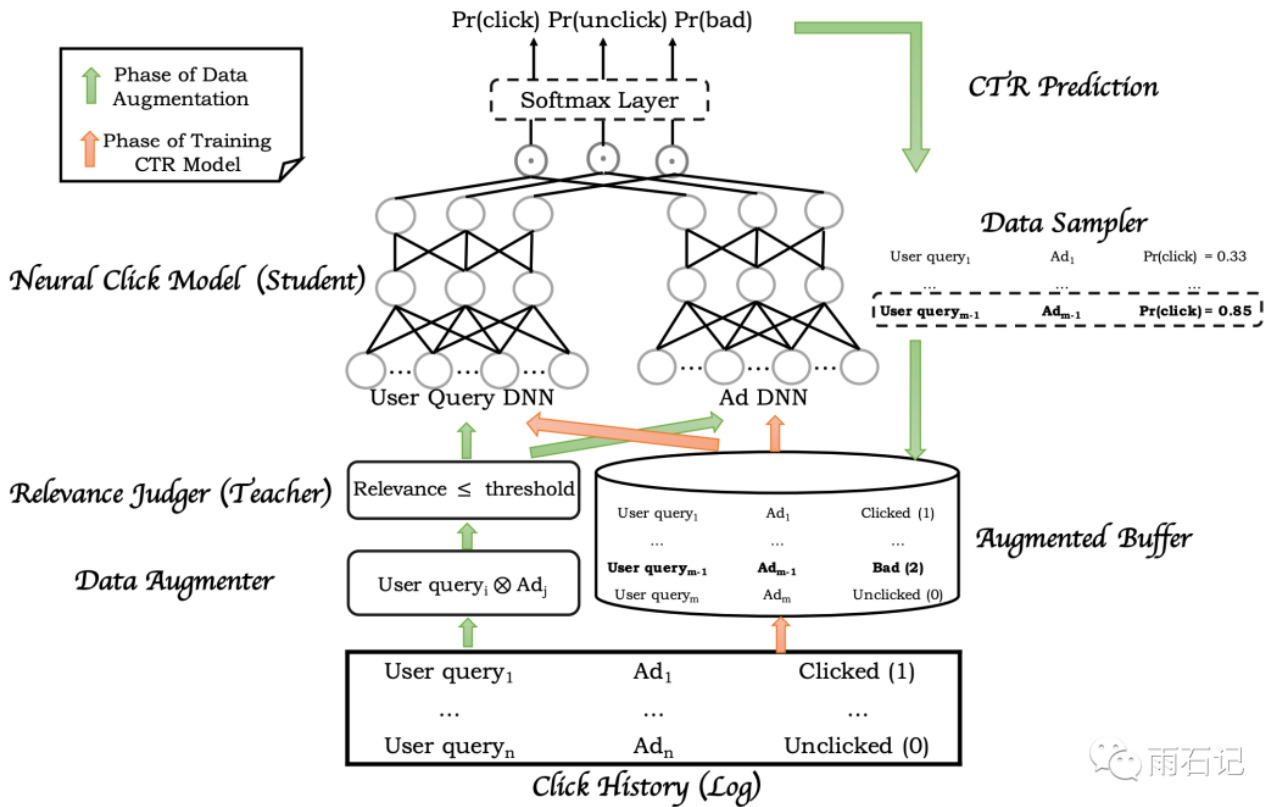 Pr(click) Pr(unclick) Pr(bad)
Phase of Data
Augmentation
Phase of Training
CTR Model
Softmax Layer
CTR Prediction
Data Sampler
User query₁ Ad₁ Pr(click) = 0.33
... ... ...
User queryₘ₋₁ Adₘ₋₁ Pr(click) = 0.85
Neural Click Model (Student)
... ... ... ...
User Query DNN Ad DNN
Relevance Judger (Teacher)
Relevance ≤ threshold
User query₁ Ad₁ Clicked (1)
... ... ...
User queryₘ₋₁ Adₘ₋₁ Bad (2)
User queryₘ Adₘ Unclicked (0)
Augmented Buffer
Data Augmenter
User queryᵢ ⊗ Adⱼ
User query₁ Ad₁ Clicked (1)
... ... ...
User queryₙ Adₙ Unclicked (0)
Click History (Log)
雨石记